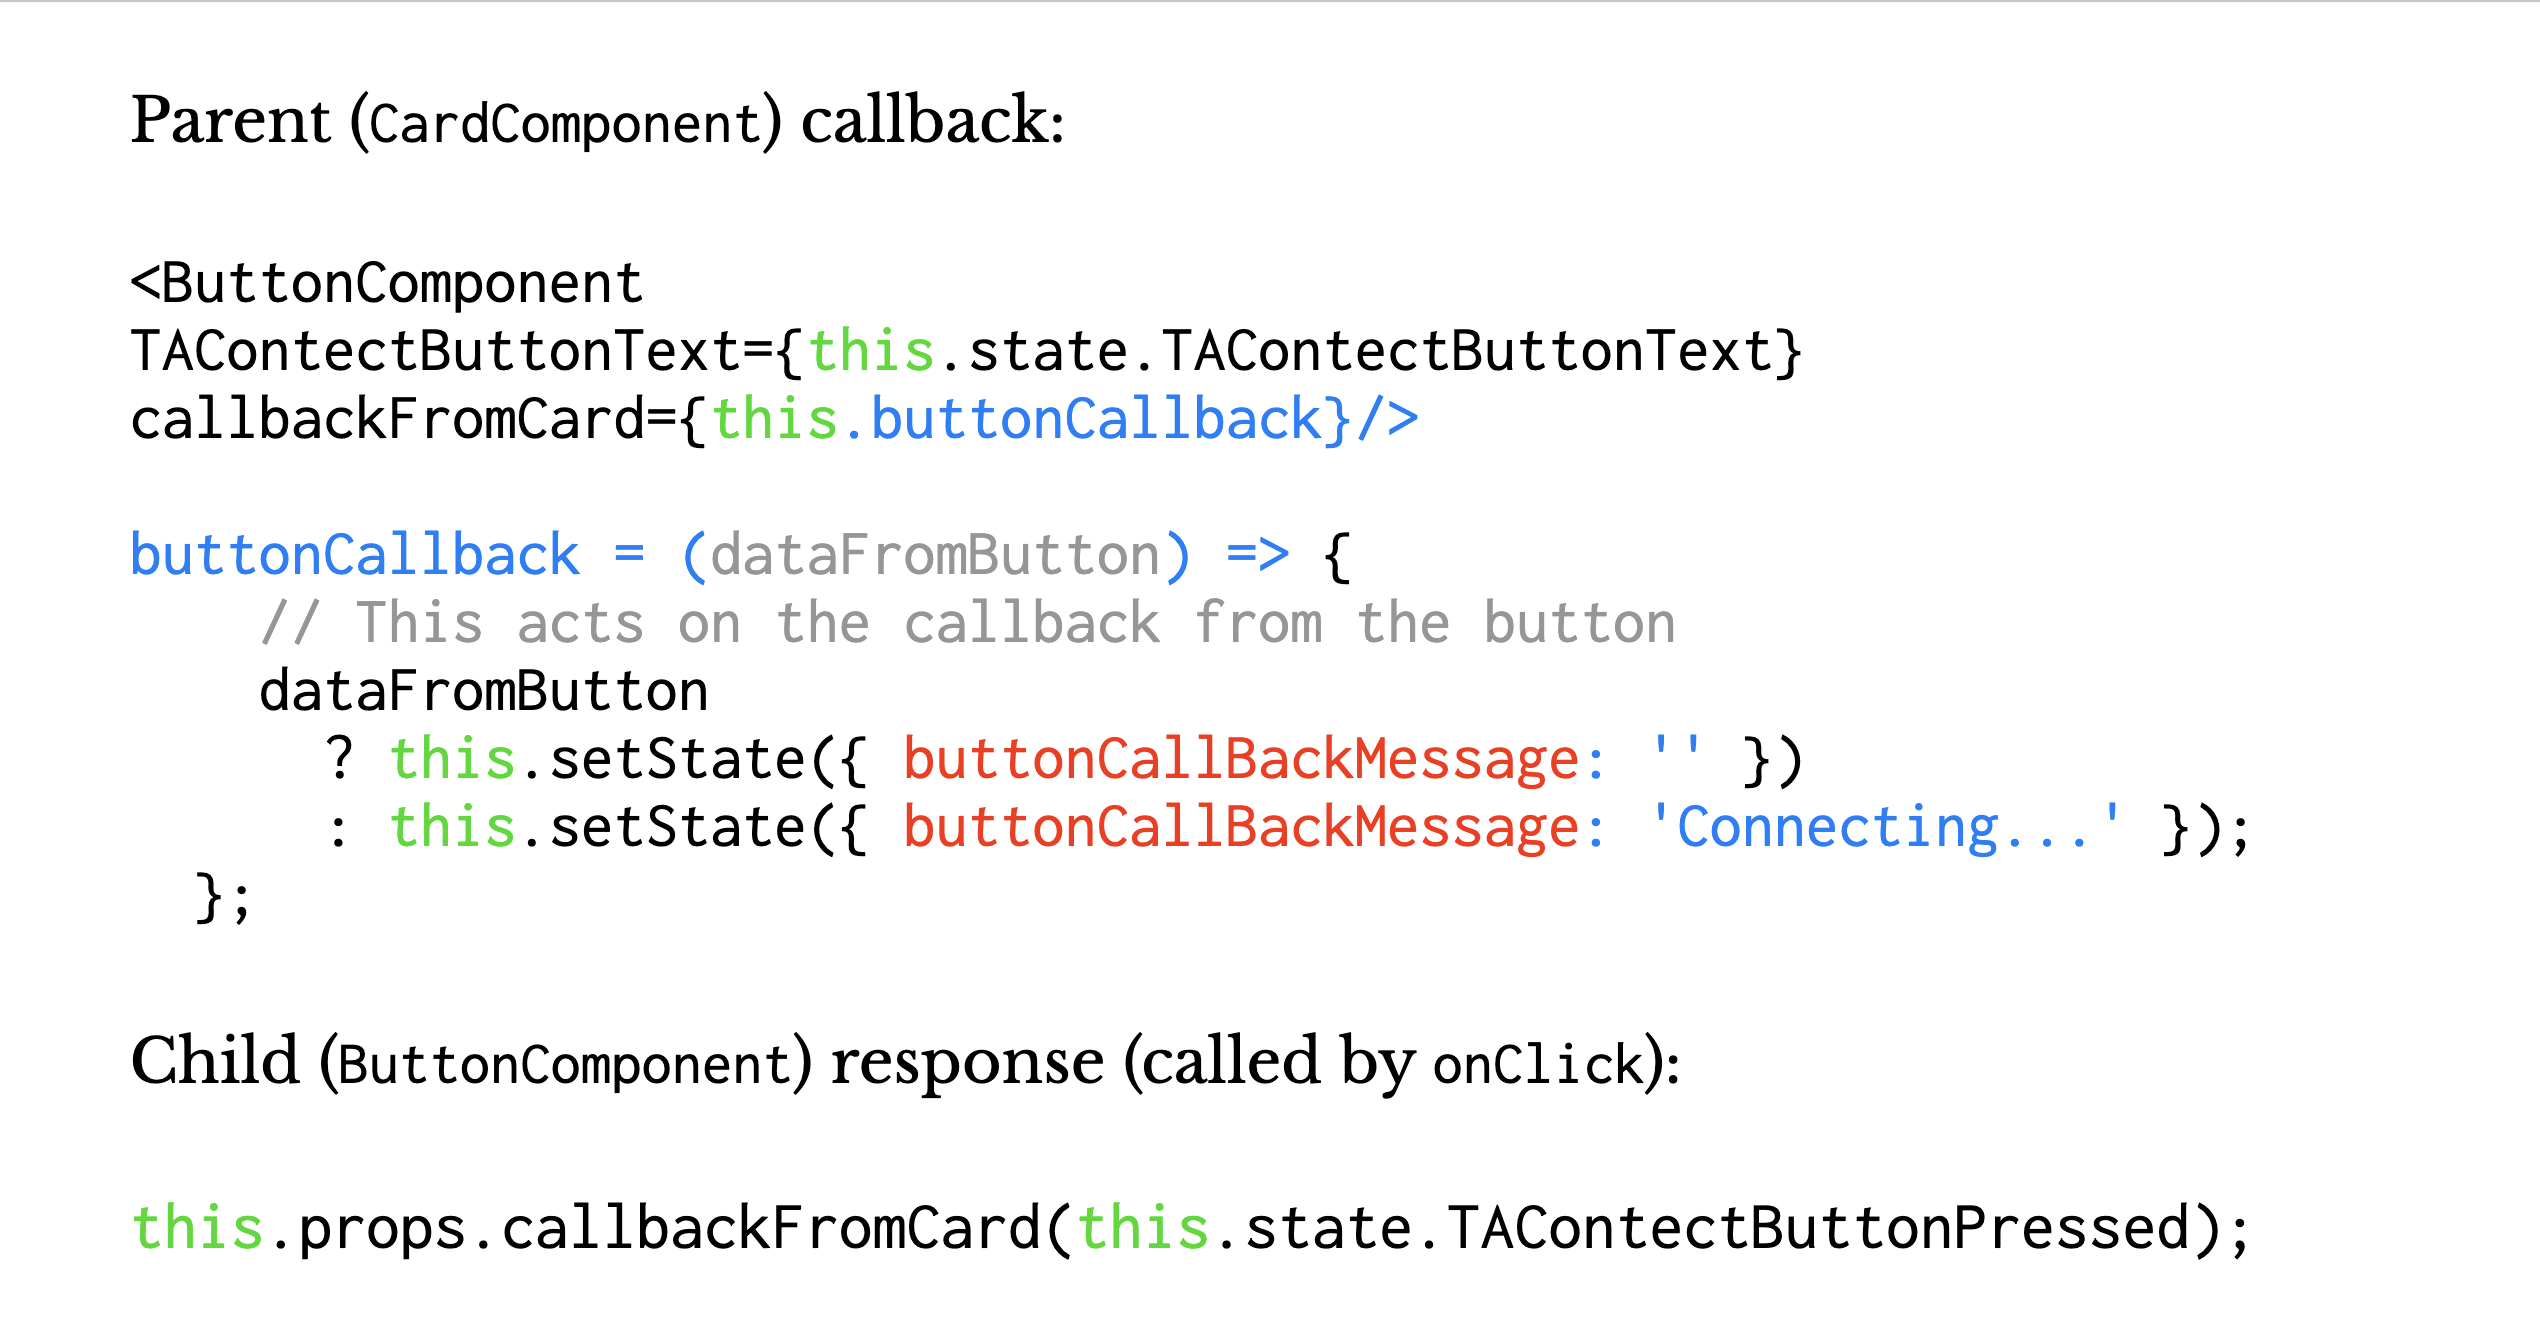 Parent (CardComponent) callback:
<ButtonComponent
TAContectButtonText={this.state.TAContectButtonText}
callbackFromCard={this.buttonCallback}/>
buttonCallback = (dataFromButton) => {
// This acts on the callback from the button
dataFromButton
? this.setState({ buttonCallBackMessage: '' })
: this.setState({ buttonCallBackMessage: 'Connecting...' });
};
Child (ButtonComponent) response (called by onClick):
this.props.callbackFromCard(this.state.TAContectButtonPressed);